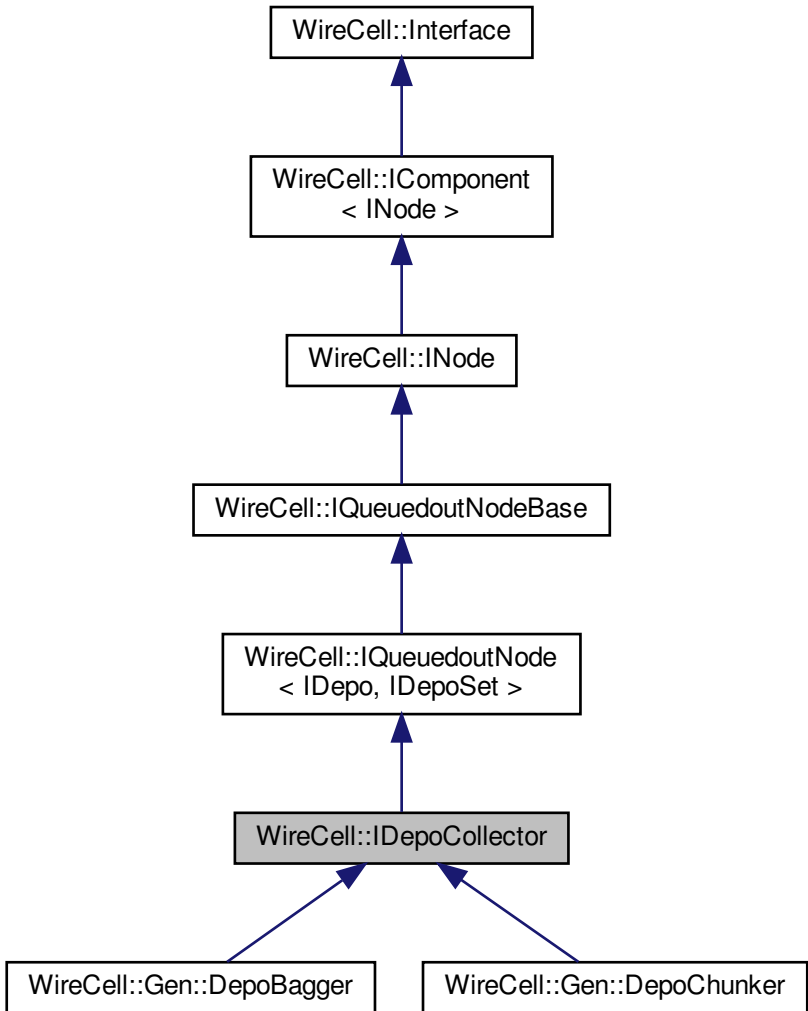 WireCell::Interface
WireCell::IComponent
< INode >
WireCell::INode
WireCell::IQueuedoutNodeBase
WireCell::IQueuedoutNode
< IDepo, IDepoSet >
WireCell::IDepoCollector
WireCell::Gen::DepoBagger
WireCell::Gen::DepoChunker